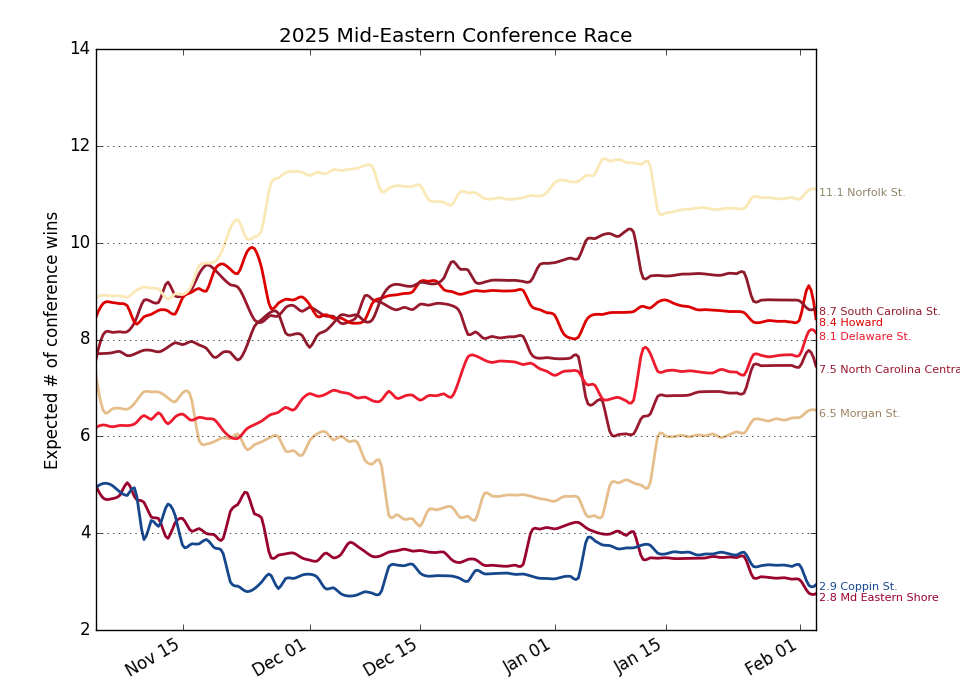 2025 Mid-Eastern Conference Race
Expected # of conference wins
14
12
10
8
6
4
2
11.1 Norfolk St.
8.7 South Carolina St.
8.4 Howard
8.1 Delaware St.
7.5 North Carolina Centra
6.5 Morgan St.
2.9 Coppin St.
2.8 Md Eastern Shore
Nov 15
Dec 01
Dec 15
Jan 01
Jan 15
Feb 01